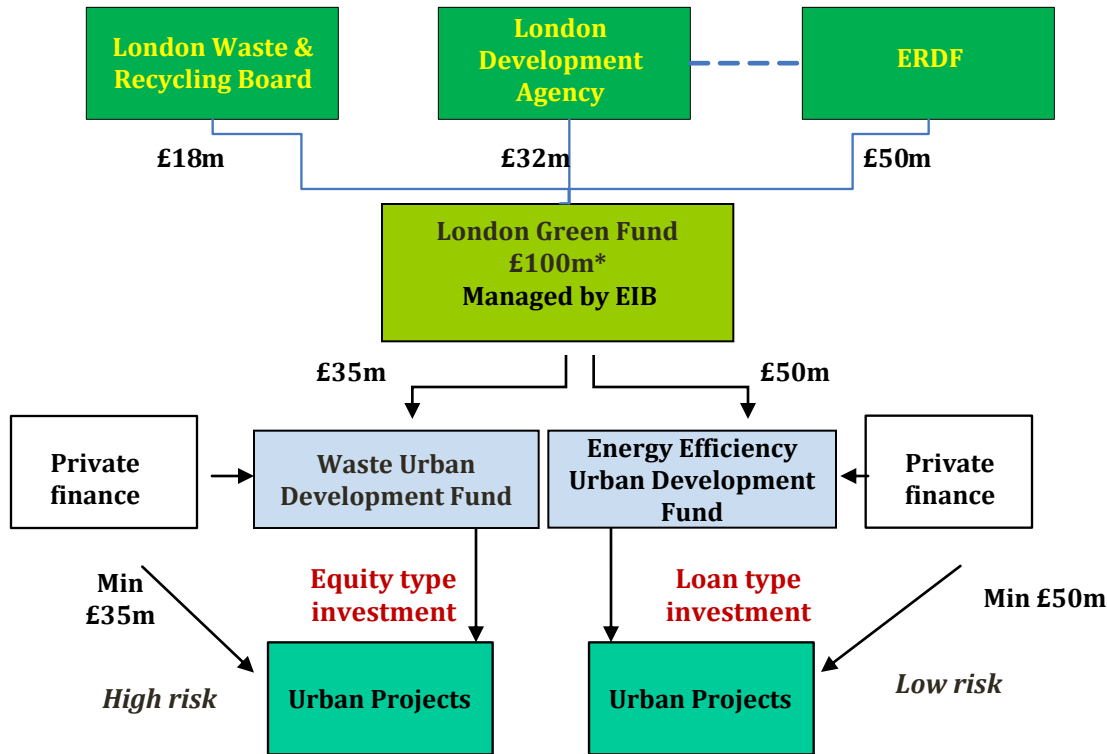 London Waste &
Recycling Board
London
Development
Agency
ERDF
£18m
£32m
£50m
London Green Fund
£100m*
Managed by EIB
£35m
£50m
Private
finance
Waste Urban
Development Fund
Energy Efficiency
Urban Development
Fund
Private
finance
Min
£35m
Equity type
investment
Loan type
investment
Min £50m
High risk
Urban Projects
Urban Projects
Low risk